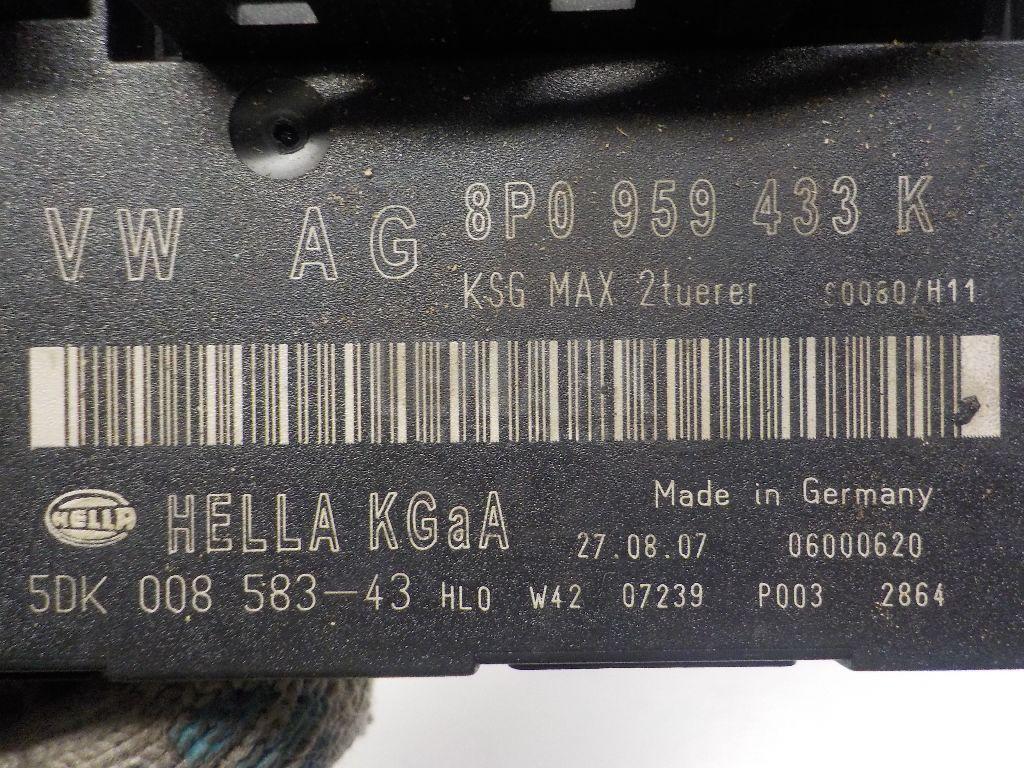 VW AG 8P0 959 433 K
KSG MAX 2tuerer /H11
HELLA HELLA KGaA
Made in Germany
27.08.07 06000620
5DK 008 583-43 HLO W42 07239 P003 2864